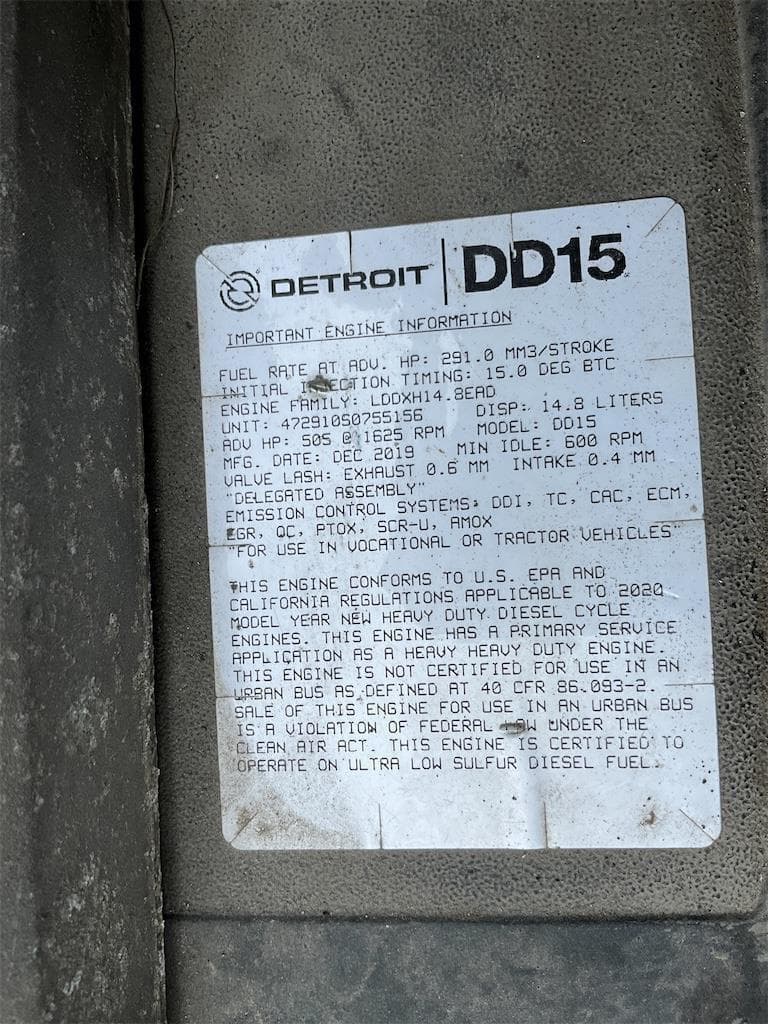 DETROIT DD15
IMPORTANT ENGINE INFORMATION
FUEL RATE AT ADV. HP: 291.0 MM3/STROKE
INITIAL INJECTION TIMING: 15.0 DEG BTC
ENGINE FAMILY: LDDXH14.8EAD
UNIT: 472910S0755156 DISP: 14.8 LITERS
ADV HP: 505 @ 1625 RPM MODEL: DD15
MFG. DATE: DEC 2019 MIN IDLE: 600 RPM
VALVE LASH: EXHAUST 0.6 MM INTAKE 0.4 MM
"DELEGATED ASSEMBLY"
EMISSION CONTROL SYSTEMS: DDI, TC, CAC, ECM,
EGR, OC, PTOX, SCR-U, AMOX
"FOR USE IN VOCATIONAL OR TRACTOR VEHICLES"
THIS ENGINE CONFORMS TO U.S. EPA AND
CALIFORNIA REGULATIONS APPLICABLE TO 2020
MODEL YEAR NEW HEAVY DUTY DIESEL CYCLE
ENGINES. THIS ENGINE HAS A PRIMARY SERVICE
APPLICATION AS A HEAVY HEAVY DUTY ENGINE.
THIS ENGINE IS NOT CERTIFIED FOR USE IN AN
URBAN BUS AS DEFINED AT 40 CFR 86.093-2.
SALE OF THIS ENGINE FOR USE IN AN URBAN BUS
IS A VIOLATION OF FEDERAL LAW UNDER THE
CLEAN AIR ACT. THIS ENGINE IS CERTIFIED TO
OPERATE ON ULTRA LOW SULFUR DIESEL FUEL.